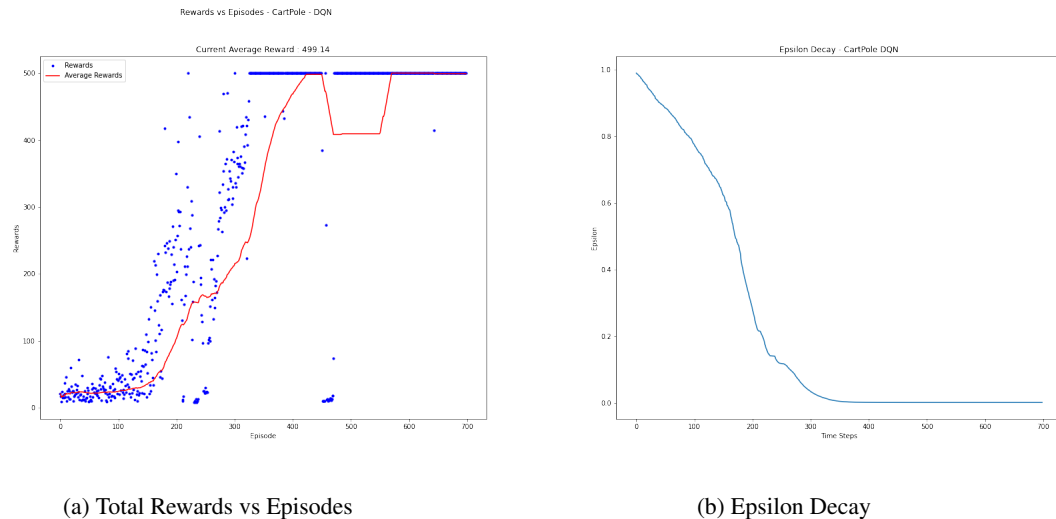 Rewards vs Episodes - CartPole - DQN
Current Average Reward : 499.14
Rewards
Average Rewards
500
400
300
200
100
0
Rewards
0 100 200 300 400 500 600 700
Episode
Epsilon Decay - CartPole DQN
1.0
0.8
0.6
0.4
0.2
0.0
Epsilon
0 100 200 300 400 500 600 700
Time Steps
(a) Total Rewards vs Episodes
(b) Epsilon Decay